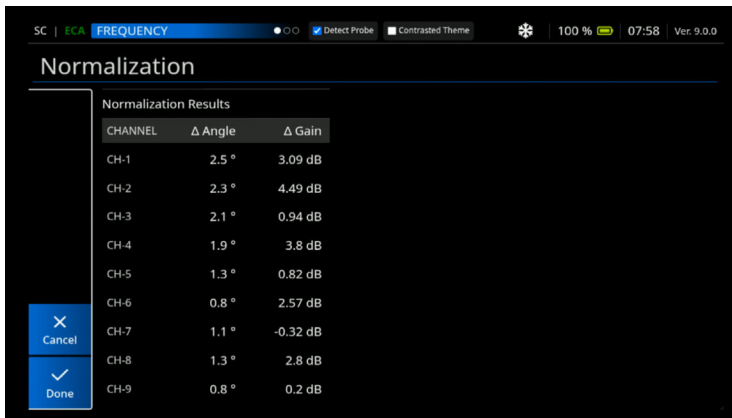 SC | ECA FREQUENCY Detect Probe Contrasted Theme 100 % 07:58 Ver. 9.0.0
Normalization
Normalization Results
CHANNEL Δ Angle Δ Gain
CH-1 2.5 º 3.09 dB
CH-2 2.3 º 4.49 dB
CH-3 2.1 º 0.94 dB
CH-4 1.9 º 3.8 dB
CH-5 1.3 º 0.82 dB
CH-6 0.8 º 2.57 dB
CH-7 1.1 º -0.32 dB
CH-8 1.3 º 2.8 dB
CH-9 0.8 º 0.2 dB
Cancel
Done